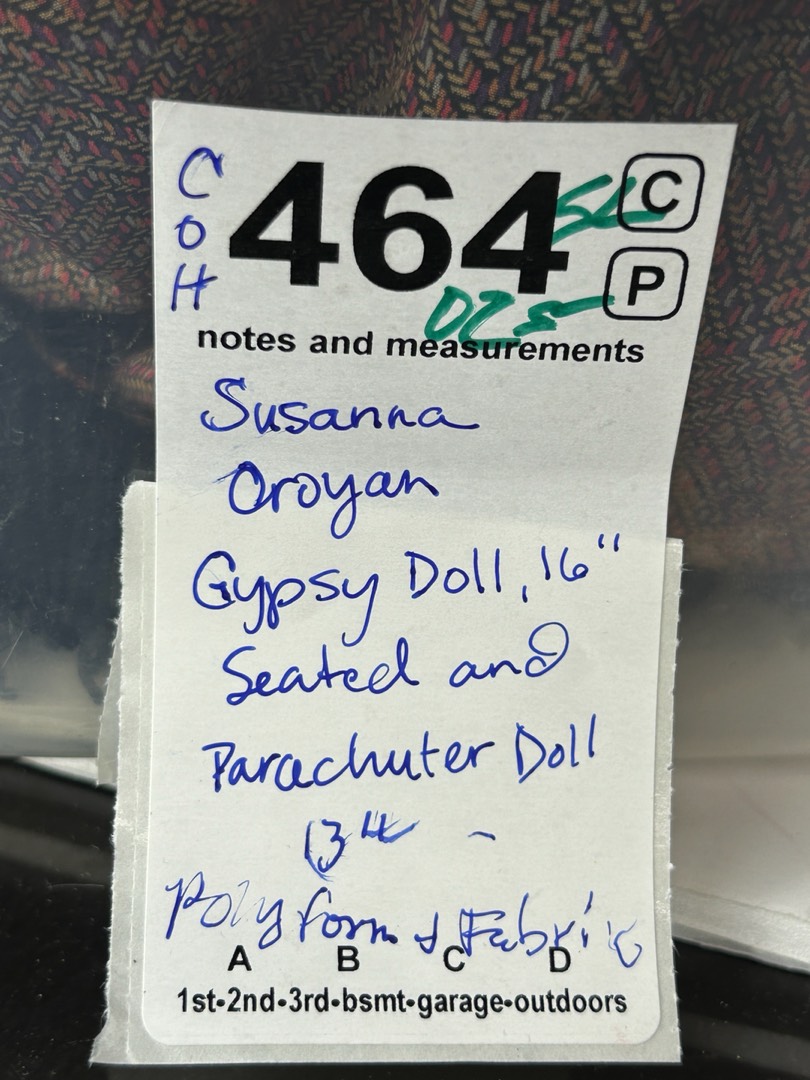 C
O
H
464
SL
C
P
notes and measurements
Susanna
Oroyan
Gypsy Doll, 16"
Seated and
Parachuter Doll
13" -
Polyform & Fabric
A B C D
1st-2nd-3rd-bsmt-garage-outdoors